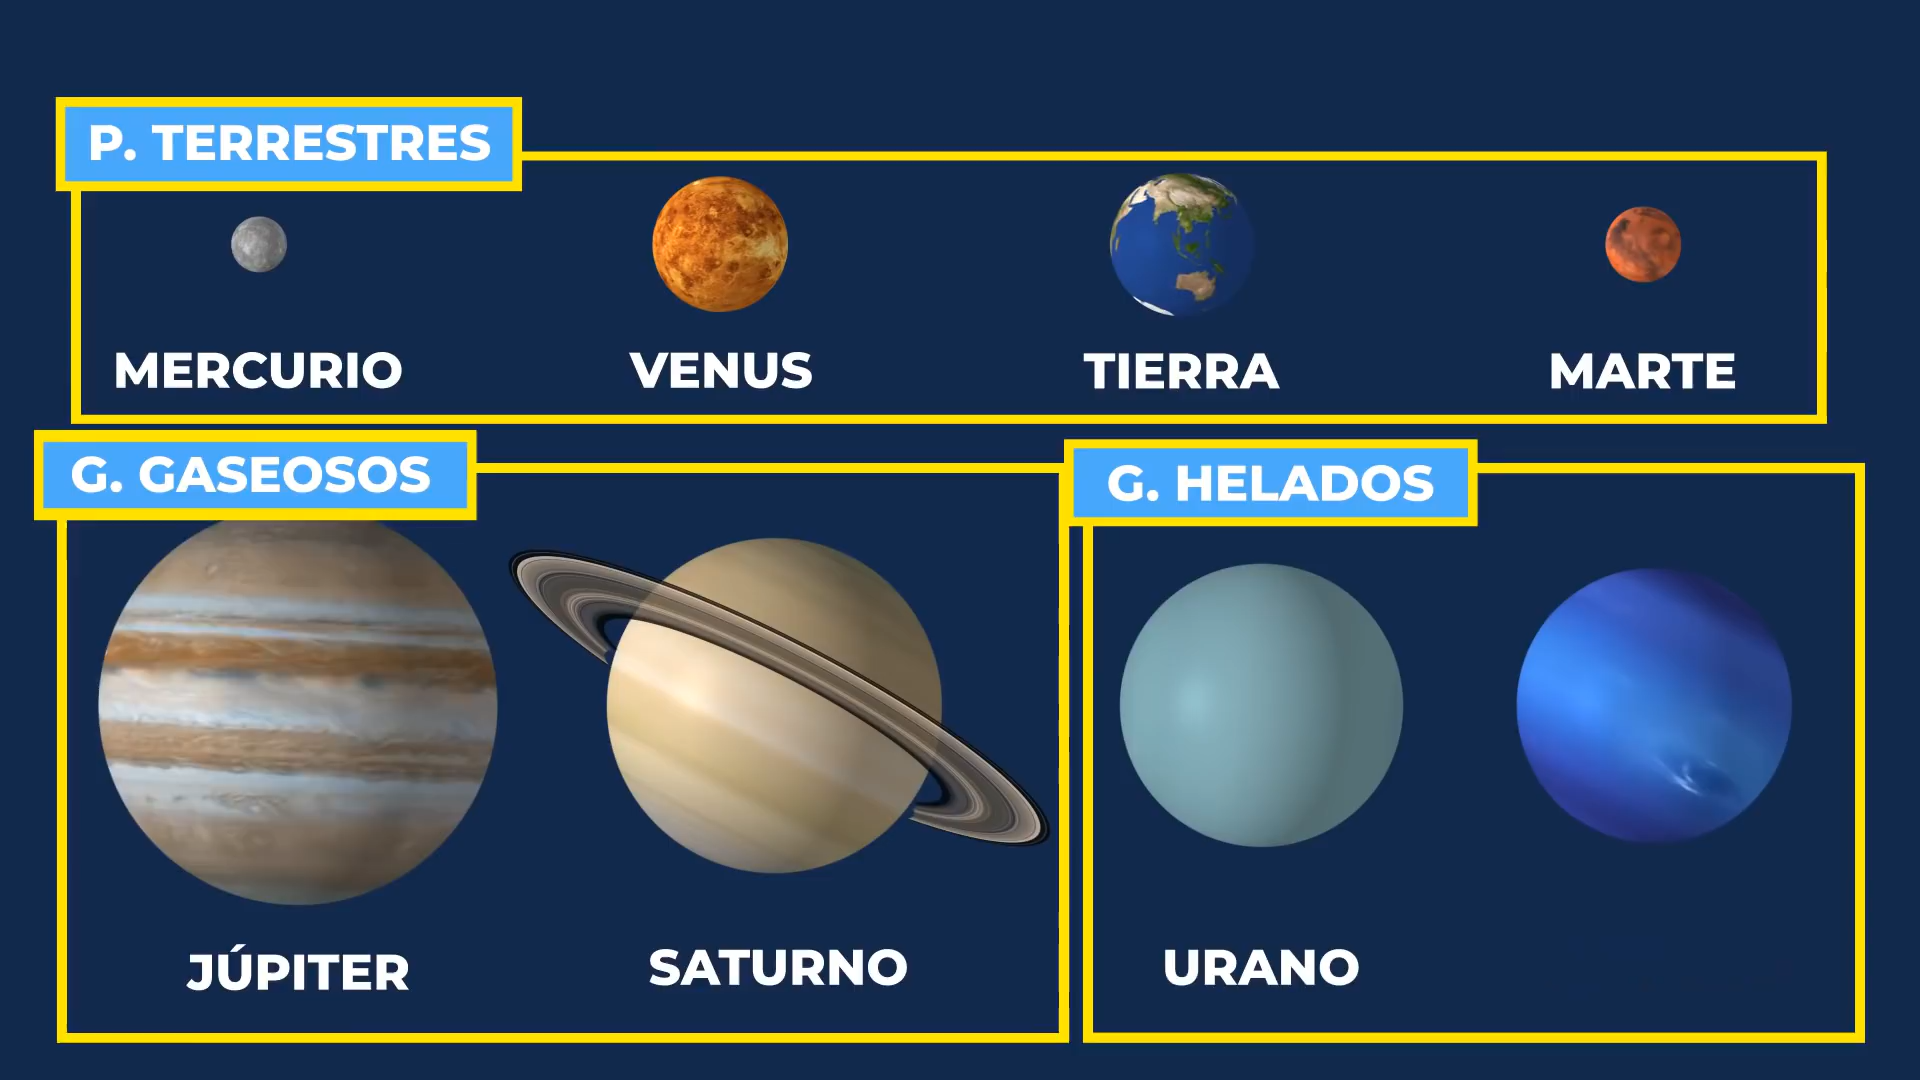 P. TERRESTRES
MERCURIO
VENUS
TIERRA
MARTE
G. GASEOSOS
JÚPITER
SATURNO
G. HELADOS
URANO